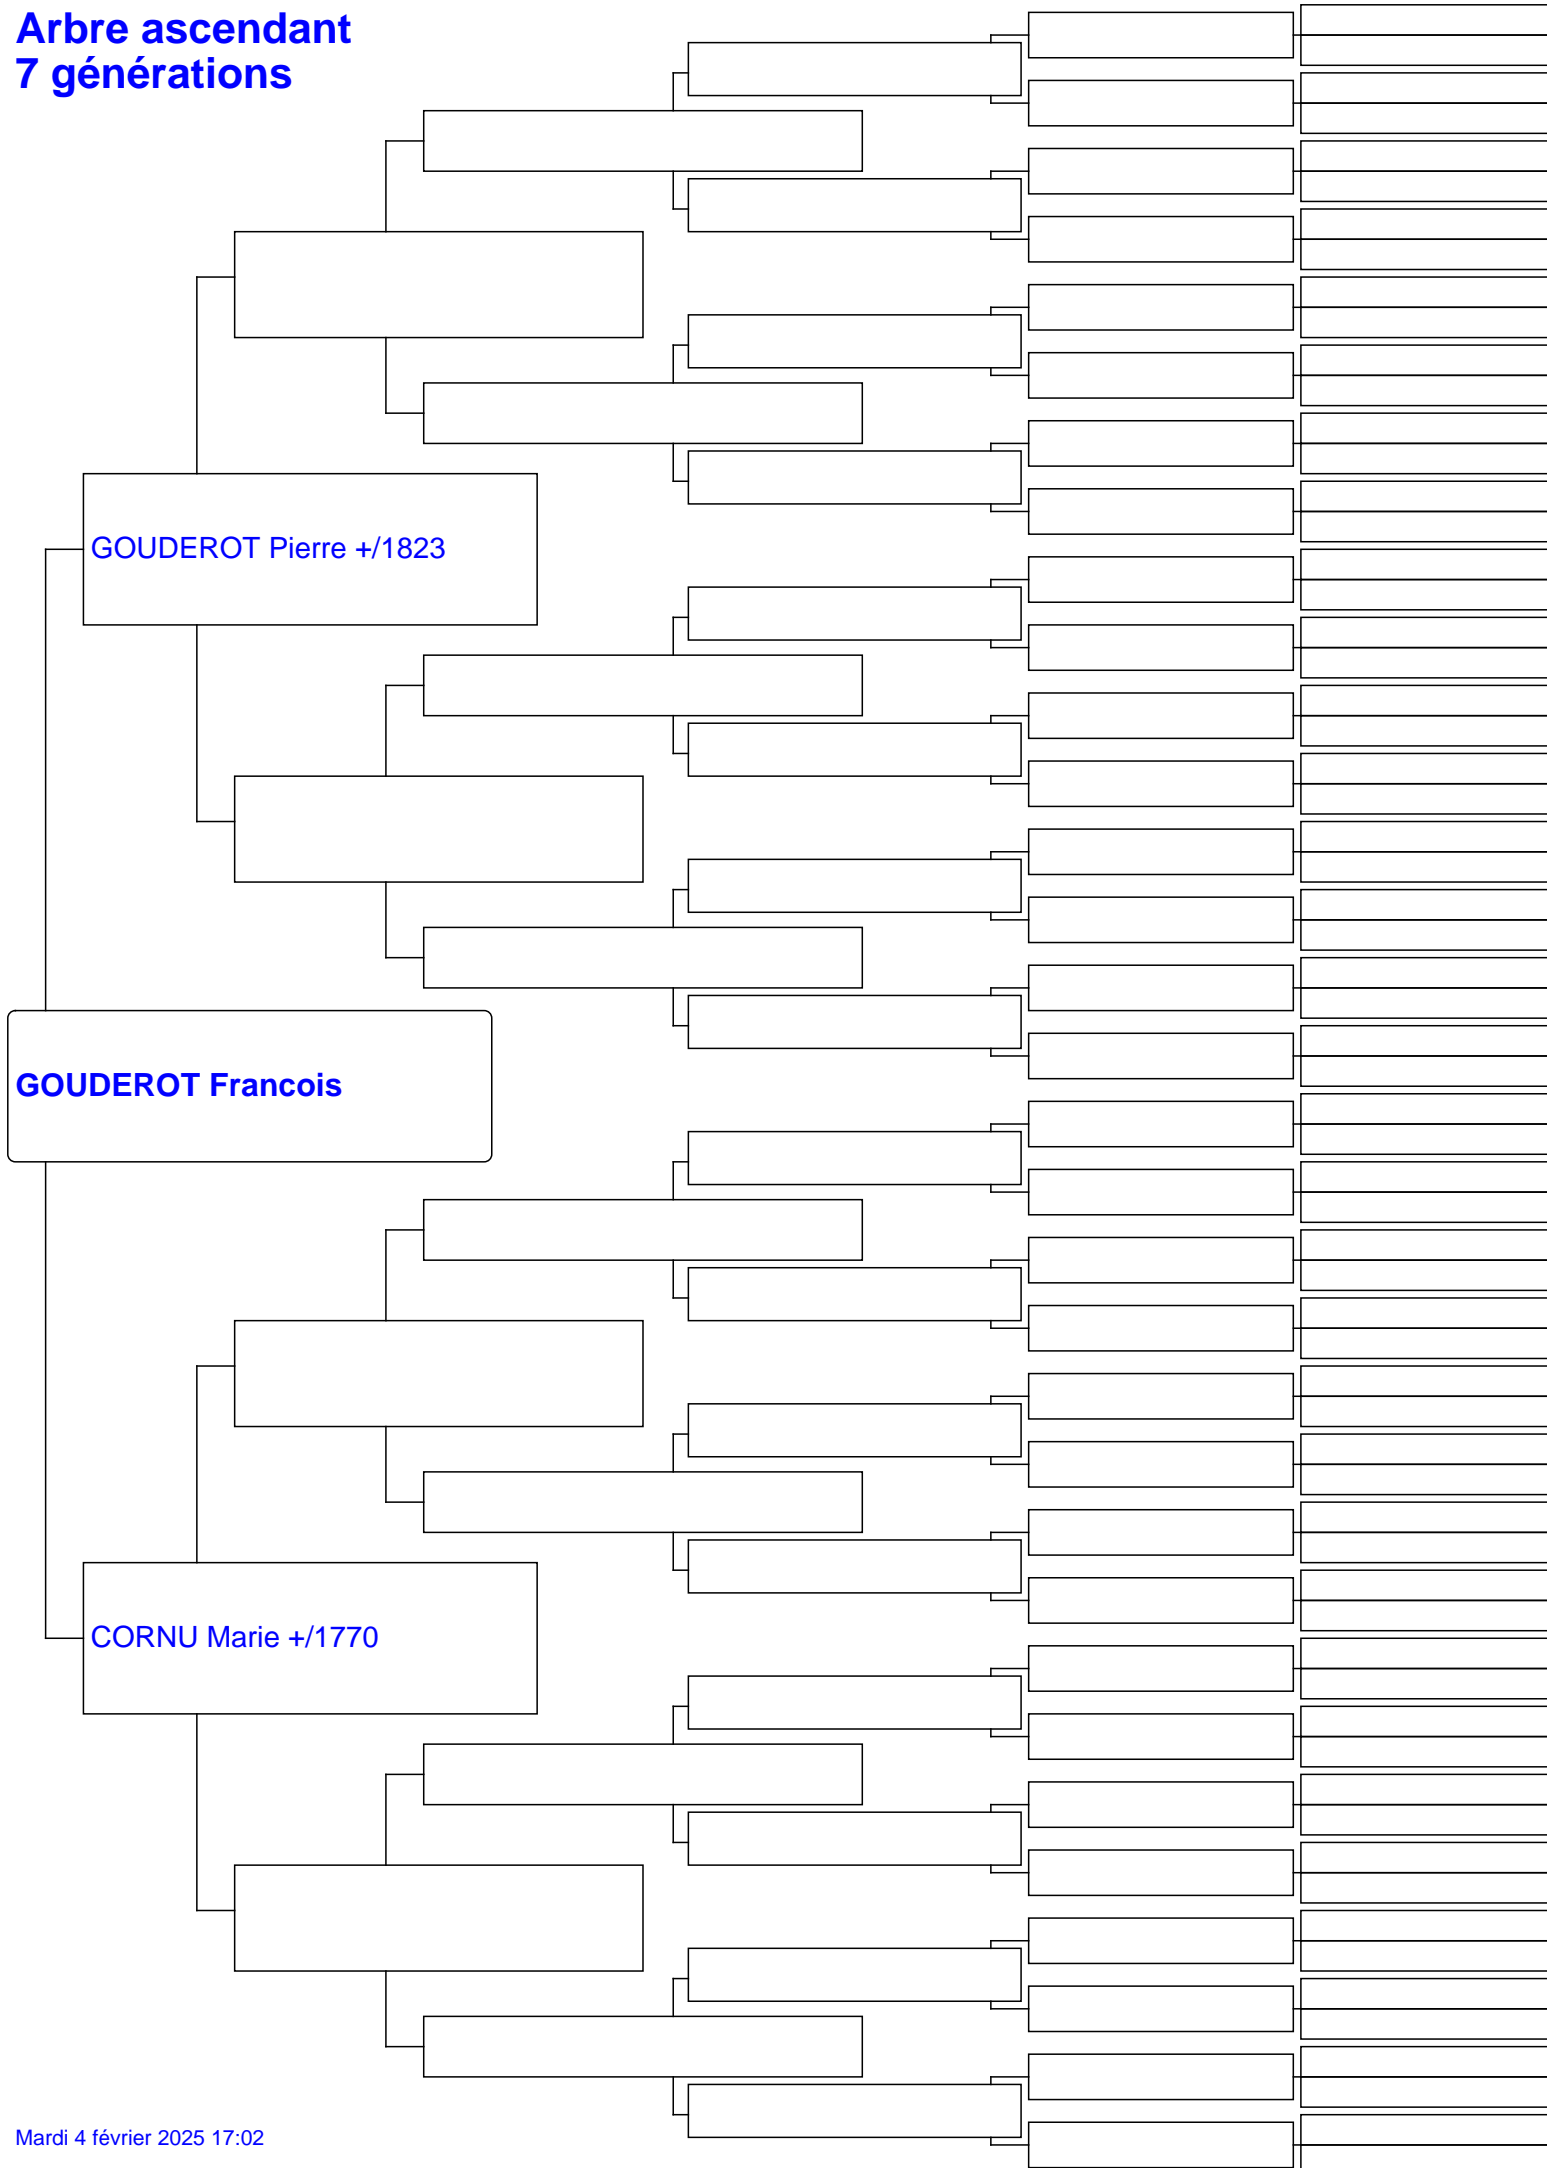 Arbre ascendant
7 générations
GOUDEROT Pierre +/1823
GOUDEROT Francois
CORNU Marie +/1770
Mardi 4 février 2025 17:02